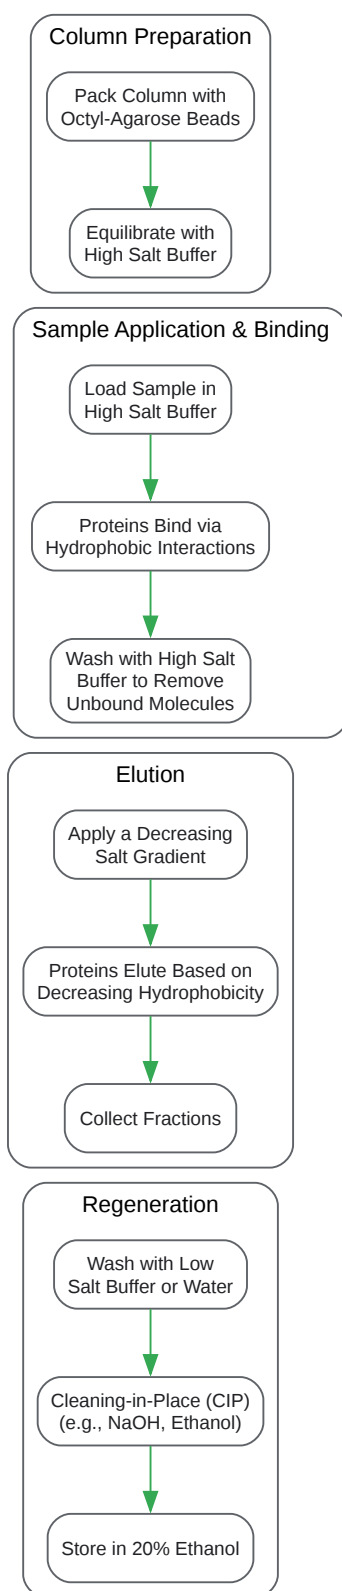 Column Preparation
Pack Column with
Octyl-Agarose Beads
Equilibrate with
High Salt Buffer
Sample Application & Binding
Load Sample in
High Salt Buffer
Proteins Bind via
Hydrophobic Interactions
Wash with High Salt
Buffer to Remove
Unbound Molecules
Elution
Apply a Decreasing
Salt Gradient
Proteins Elute Based on
Decreasing Hydrophobicity
Collect Fractions
Regeneration
Wash with Low
Salt Buffer or Water
Cleaning-in-Place (CIP)
(e.g., NaOH, Ethanol)
Store in 20% Ethanol